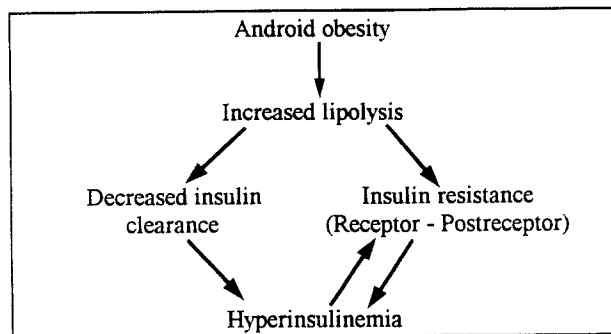 Android obesity
Increased lipolysis
Decreased insulin
clearance
Insulin resistance
(Receptor - Postreceptor)
Hyperinsulinemia